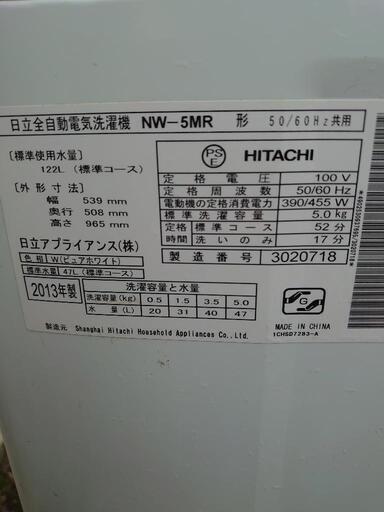 日立全自動電気洗濯機 NW-5MR 形 50/60Hz共用
[標準使用水量]
122L (標準コース)
[外形寸法]
幅 539 mm
奥行 508 mm
高さ 965 mm
日立アプライアンス(株)
色柄 W(ピュアホワイト)
標準水量 47L(標準コース)
2013年製
PS
E
HITACHI
定格電圧 100 V
定格周波数 50/60 Hz
電動機の定格消費電力 390/455 W
標準洗濯容量 5.0kg
定格 標準コース 52 分
時間 洗いのみ 17 分
製造番号 3020718
洗濯容量と水量
洗濯容量(kg) 0.5 1.5 3.5 5.0
水量(L) 20 31 40 47
製造元 Shanghai Hitachi Household Appliances Co., Ltd.
G
MADE IN CHINA
1CHSD7283-A